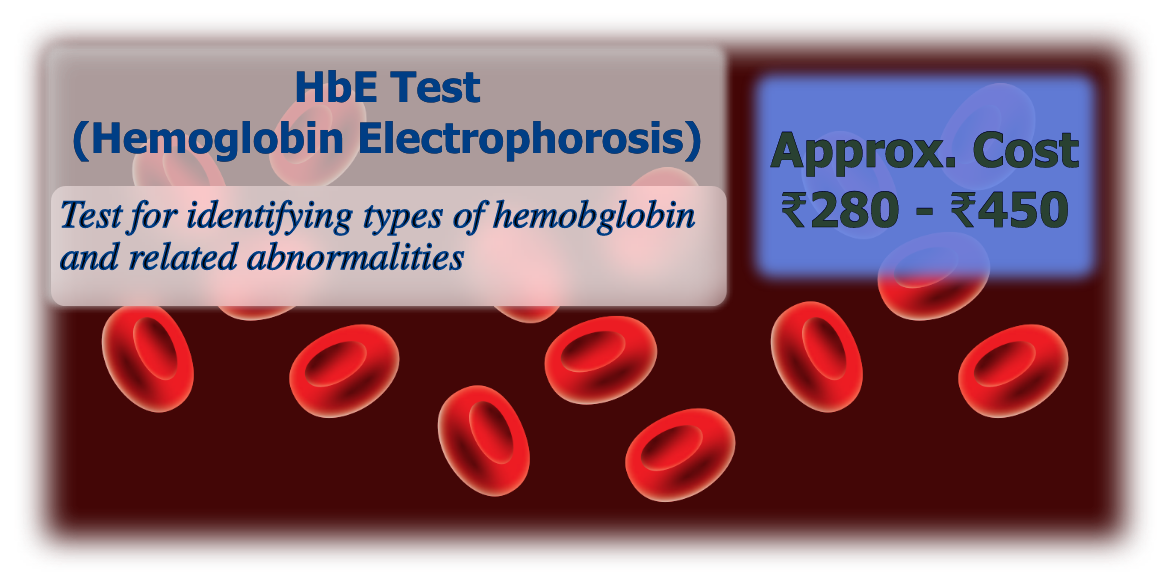 HbE Test
(Hemoglobin Electrophorosis)
Test for identifying types of hemobglobin
and related abnormalities
Approx. Cost
₹280 - ₹450